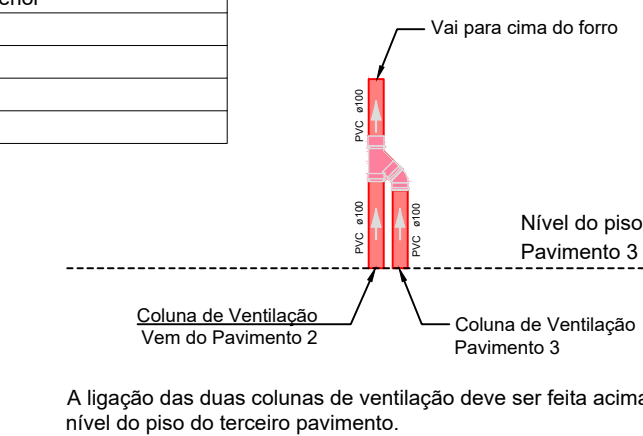 Vai para cima do forro
PVC ø100
PVC ø100
PVC ø100
Nível do piso
Pavimento 3
Coluna de Ventilação
Vem do Pavimento 2
Coluna de Ventilação
Pavimento 3
A ligação das duas colunas de ventilação deve ser feita acima
nível do piso do terceiro pavimento.